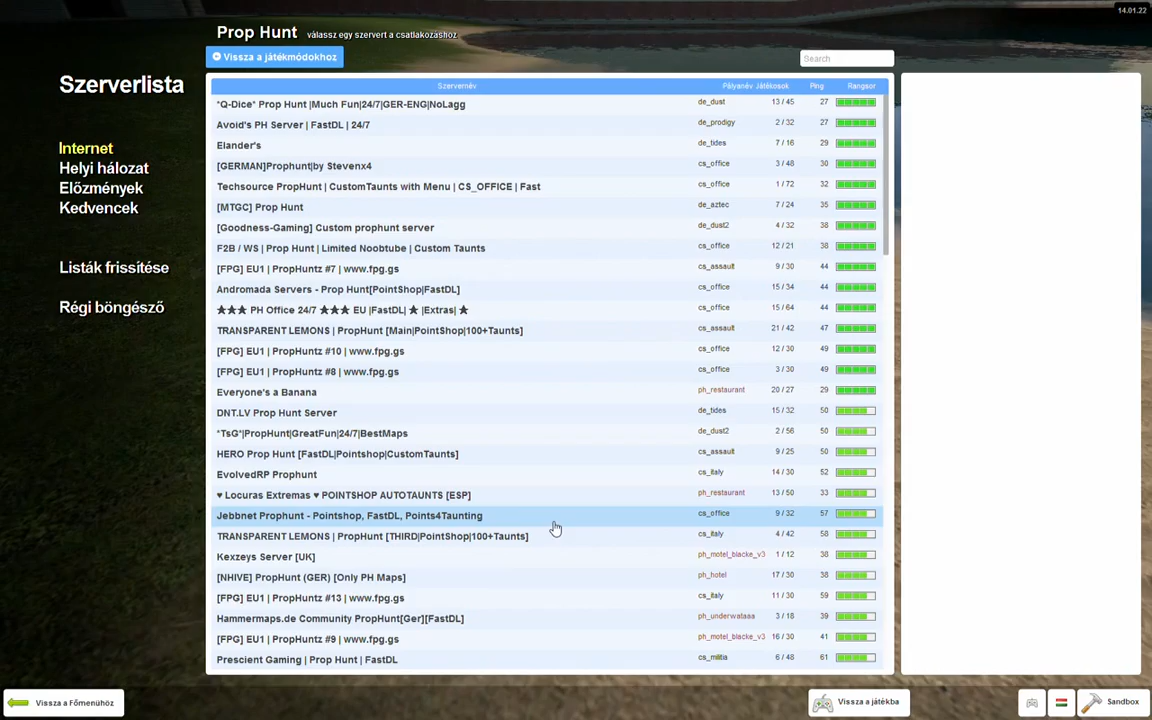 14.01.22
Prop Hunt válassz egy szervert a csatlakozáshoz
Vissza a játékmódokhoz
Search
Szerverlista
Internet
Helyi hálozat
Előzmények
Kedvencek
Listák frissítése
Régi böngésző
Szervernév Pályanév Játékosok Ping Rangsor
*Q-Dice* Prop Hunt |Much Fun|24/7|GER-ENG|NoLagg de_dust 13 / 45 27
Avoid's PH Server | FastDL | 24/7 de_prodigy 2 / 32 27
Elander's de_tides 7 / 16 29
[GERMAN]Prophunt|by Stevenx4 cs_office 3 / 48 30
Techsource PropHunt | CustomTaunts with Menu | CS_OFFICE | Fast cs_office 1 / 72 32
[MTGC] Prop Hunt de_aztec 7 / 24 35
[Goodness-Gaming] Custom prophunt server de_dust2 4 / 32 38
F2B / WS | Prop Hunt | Limited Noobtube | Custom Taunts cs_office 12 / 21 38
[FPG] EU1 | PropHuntz #7 | www.fpg.gs cs_assault 9 / 30 44
Andromada Servers - Prop Hunt[PointShop|FastDL] cs_office 15 / 34 44
★★★ PH Office 24/7 ★★★ EU |FastDL| ★ |Extras| ★ cs_office 15 / 64 44
TRANSPARENT LEMONS | PropHunt [Main|PointShop|100+Taunts] cs_assault 21 / 42 47
[FPG] EU1 | PropHuntz #10 | www.fpg.gs cs_office 12 / 30 49
[FPG] EU1 | PropHuntz #8 | www.fpg.gs cs_office 3 / 30 49
Everyone's a Banana ph_restaurant 20 / 27 29
DNT.LV Prop Hunt Server de_tides 15 / 32 50
*TsG*|PropHunt|GreatFun|24/7|BestMaps de_dust2 2 / 56 50
HERO Prop Hunt [FastDL|Pointshop|CustomTaunts] cs_assault 9 / 25 50
EvolvedRP Prophunt cs_italy 14 / 30 52
♥ Locuras Extremas ♥ POINTSHOP AUTOTAUNTS [ESP] ph_restaurant 13 / 50 33
Jebbnet Prophunt - Pointshop, FastDL, Points4Taunting cs_office 9 / 32 57
TRANSPARENT LEMONS | PropHunt [THIRD|PointShop|100+Taunts] cs_italy 4 / 42 58
Kexzeys Server [UK] ph_motel_blacke_v3 1 / 12 38
[NHIVE] PropHunt (GER) [Only PH Maps] ph_hotel 17 / 30 38
[FPG] EU1 | PropHuntz #13 | www.fpg.gs cs_italy 11 / 30 59
Hammermaps.de Community PropHunt[Ger][FastDL] ph_underwataaa 3 / 18 39
[FPG] EU1 | PropHuntz #9 | www.fpg.gs ph_motel_blacke_v3 16 / 30 41
Prescient Gaming | Prop Hunt | FastDL cs_militia 6 / 48 61
Vissza a Főmenühöz
Vissza a játékba
Sandbox